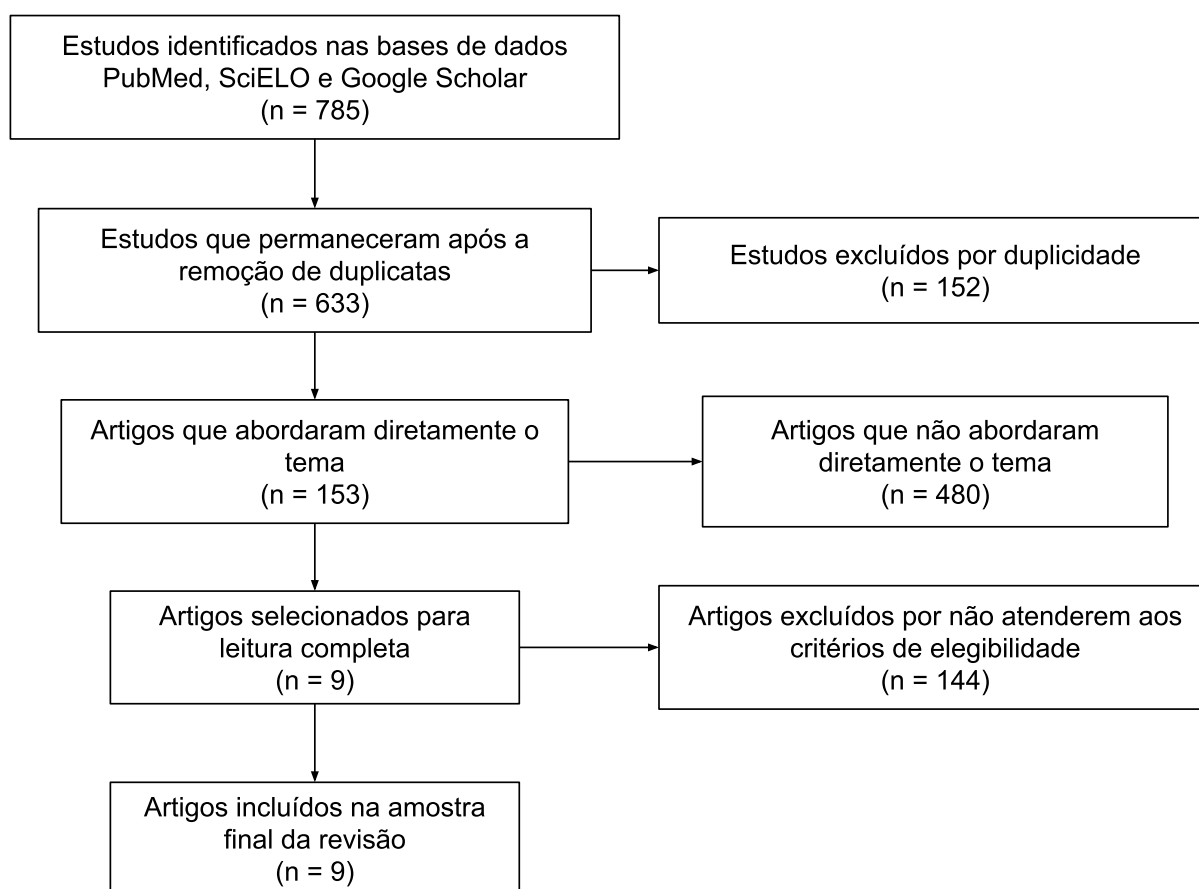 Estudos identificados nas bases de dados
PubMed, SciELO e Google Scholar
(n = 785)
Estudos que permaneceram após a
remoção de duplicatas
(n = 633)
Estudos excluídos por duplicidade
(n = 152)
Artigos que abordaram diretamente o
tema
(n = 153)
Artigos que não abordaram
diretamente o tema
(n = 480)
Artigos selecionados para
leitura completa
(n = 9)
Artigos excluídos por não atenderem aos
critérios de elegibilidade
(n = 144)
Artigos incluídos na amostra
final da revisão
(n = 9)